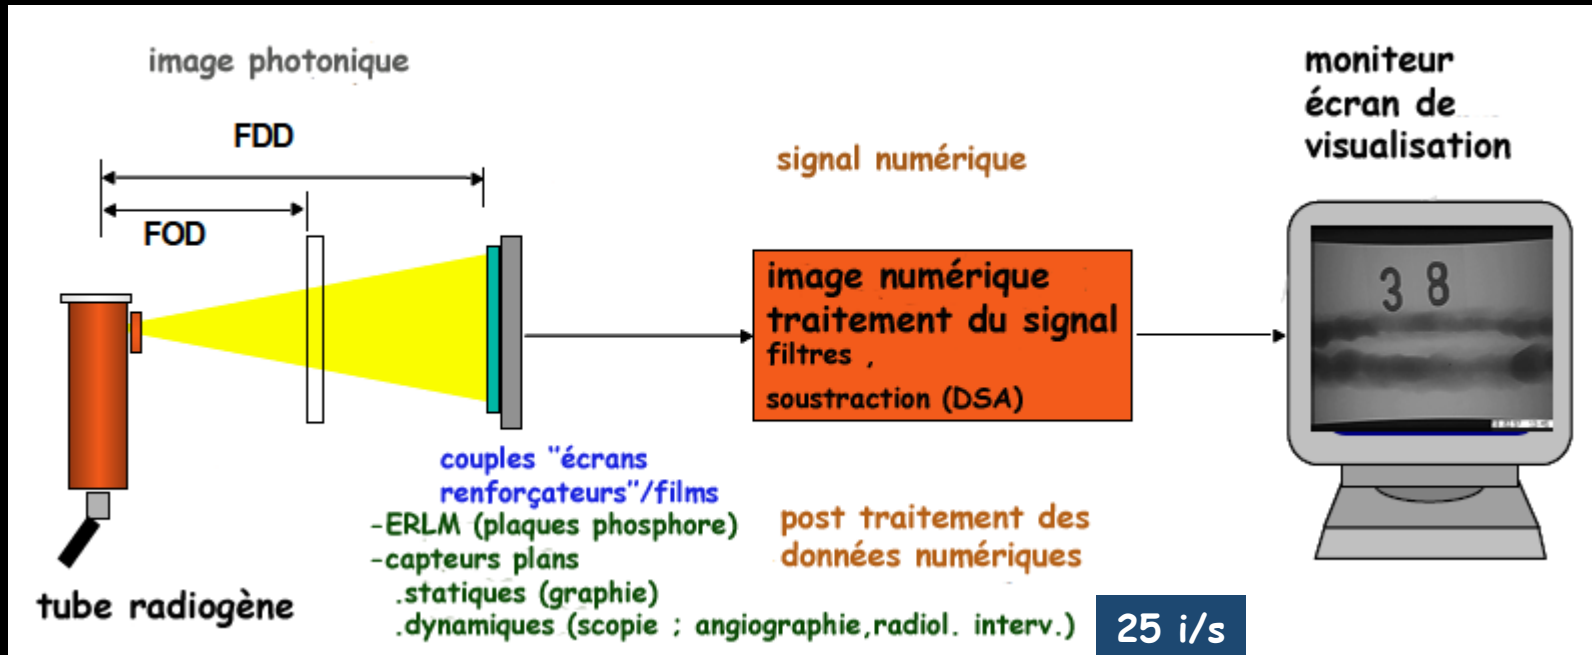 image photonique
FDD
FOD
tube radiogène
couples "écrans
renforçateurs"/films
-ERLM (plaques phosphore)
-capteurs plans
.statiques (graphie)
.dynamiques (scopie ; angiographie,radiol. interv.)
25 i/s
signal numérique
image numérique
traitement du signal
filtres ,
soustraction (DSA)
post traitement des
données numériques
moniteur
écran de
visualisation
3 8